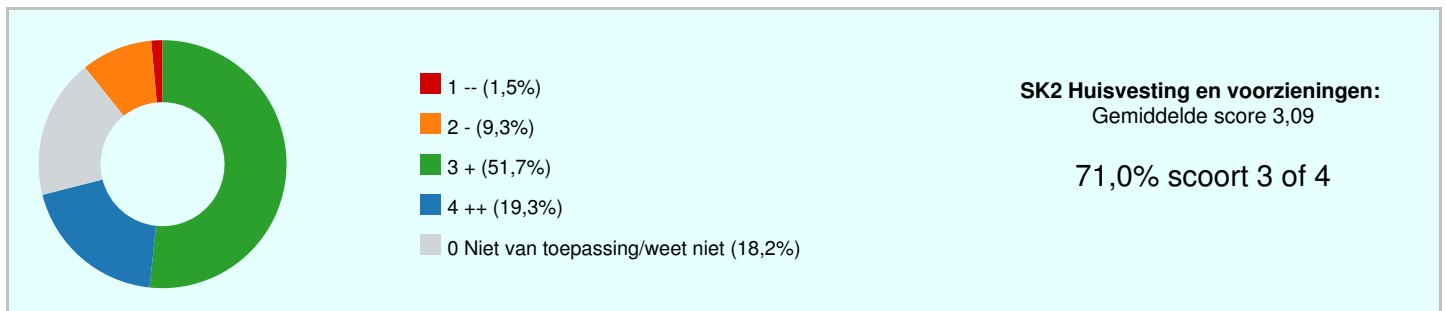 1 -- (1,5%)
2 - (9,3%)
3 + (51,7%)
4 ++ (19,3%)
0 Niet van toepassing/weet niet (18,2%)
SK2 Huisvesting en voorzieningen:
Gemiddelde score 3,09
71,0% scoort 3 of 4